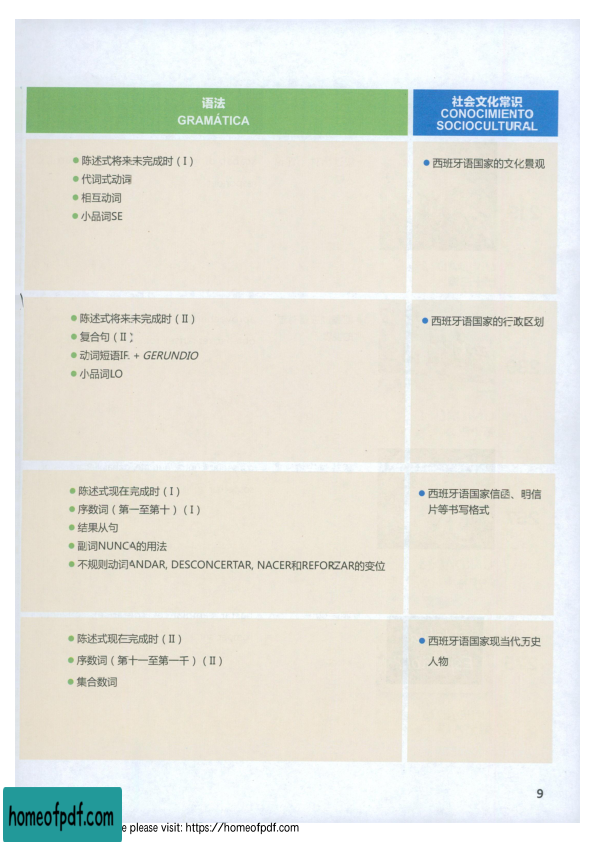 语法
GRAMÁTICA
社会文化常识
CONOCIMIENTO
SOCIOCULTURAL
● 陈述式将来未完成时（I）
● 代词式动词
● 相互动词
● 小品词SE
● 西班牙语国家的文化景观
● 陈述式将来未完成时（II）
● 复合句（II）
● 动词短语IR + GERUNDIO
● 小品词LO
● 西班牙语国家的行政区划
● 陈述式现在完成时（I）
● 序数词（第一至第十）（I）
● 结果从句
● 副词NUNCA的用法
● 不规则动词ANDAR, DESCONCERTAR, NACER和REFORZAR的变位
● 西班牙语国家信函、明信
片等书写格式
● 陈述式现在完成时（II）
● 序数词（第十一至第一千）（II）
● 集合数词
● 西班牙语国家现当代历史
人物
9
homeofpdf.com
e please visit: https://homeofpdf.com